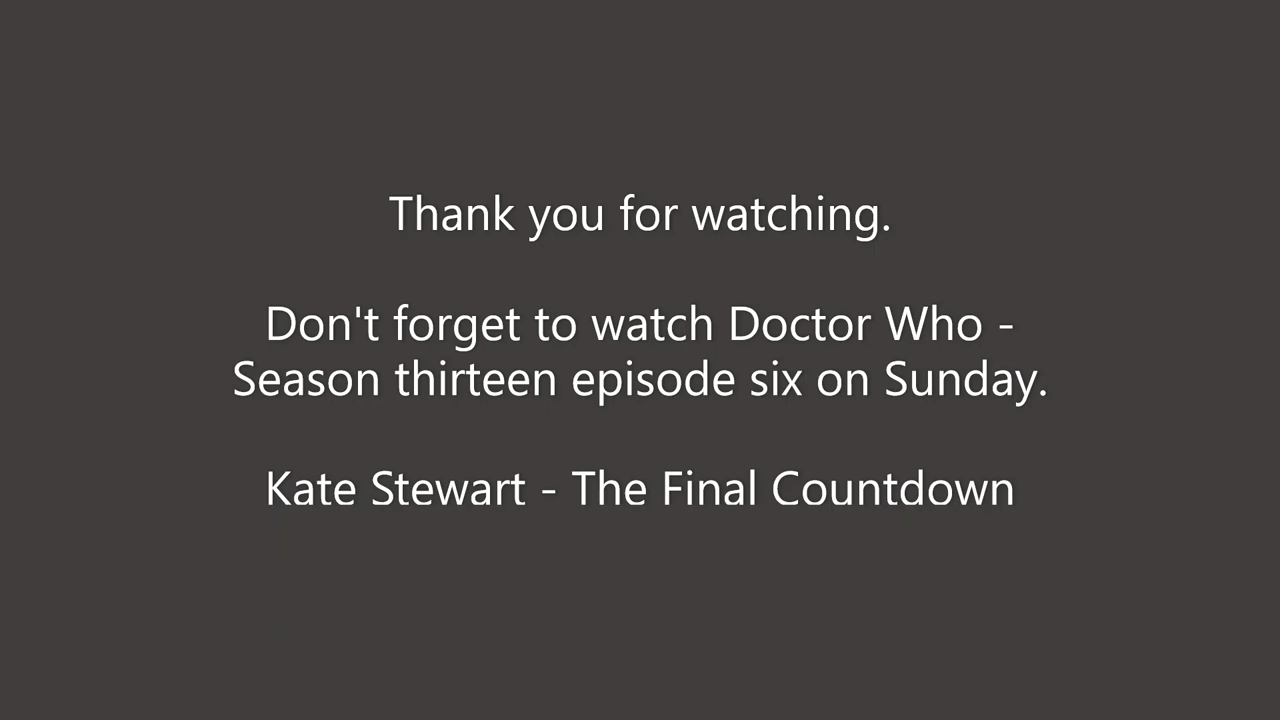 Thank you for watching.
Don't forget to watch Doctor Who -
Season thirteen episode six on Sunday.
Kate Stewart - The Final Countdown